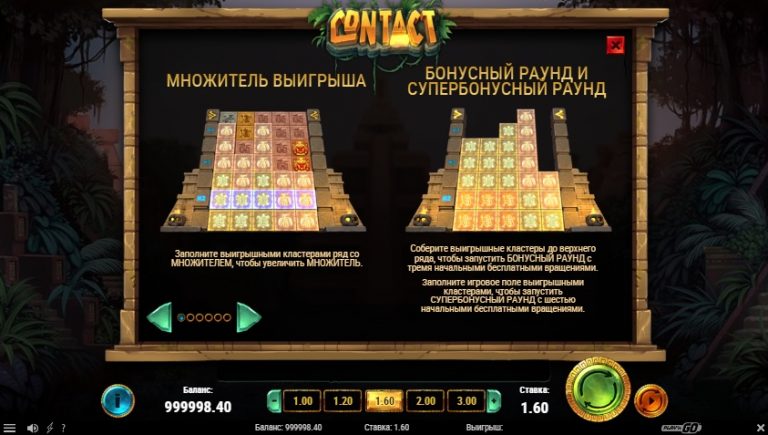 CONTACT
МНОЖИТЕЛЬ ВЫИГРЫША
Заполните выигрышными кластерами ряд со
МНОЖИТЕЛЕМ, чтобы увеличить МНОЖИТЕЛЬ.
БОНУСНЫЙ РАУНД И
СУПЕРБОНУСНЫЙ РАУНД
Соберите выигрышные кластеры до верхнего
ряда, чтобы запустить БОНУСНЫЙ РАУНД с
тремя начальными бесплатными вращениями.
Заполните игровое поле выигрышными
кластерами, чтобы запустить
СУПЕРБОНУСНЫЙ РАУНД с шестью
начальными бесплатными вращениями.
Баланс:
999998.40
- 1.00 1.20 1.60 2.00 3.00 +
Ставка:
1.60
Баланс: 999998.40 Ставка: 1.60 Выигрыш:
PLAY'n GO